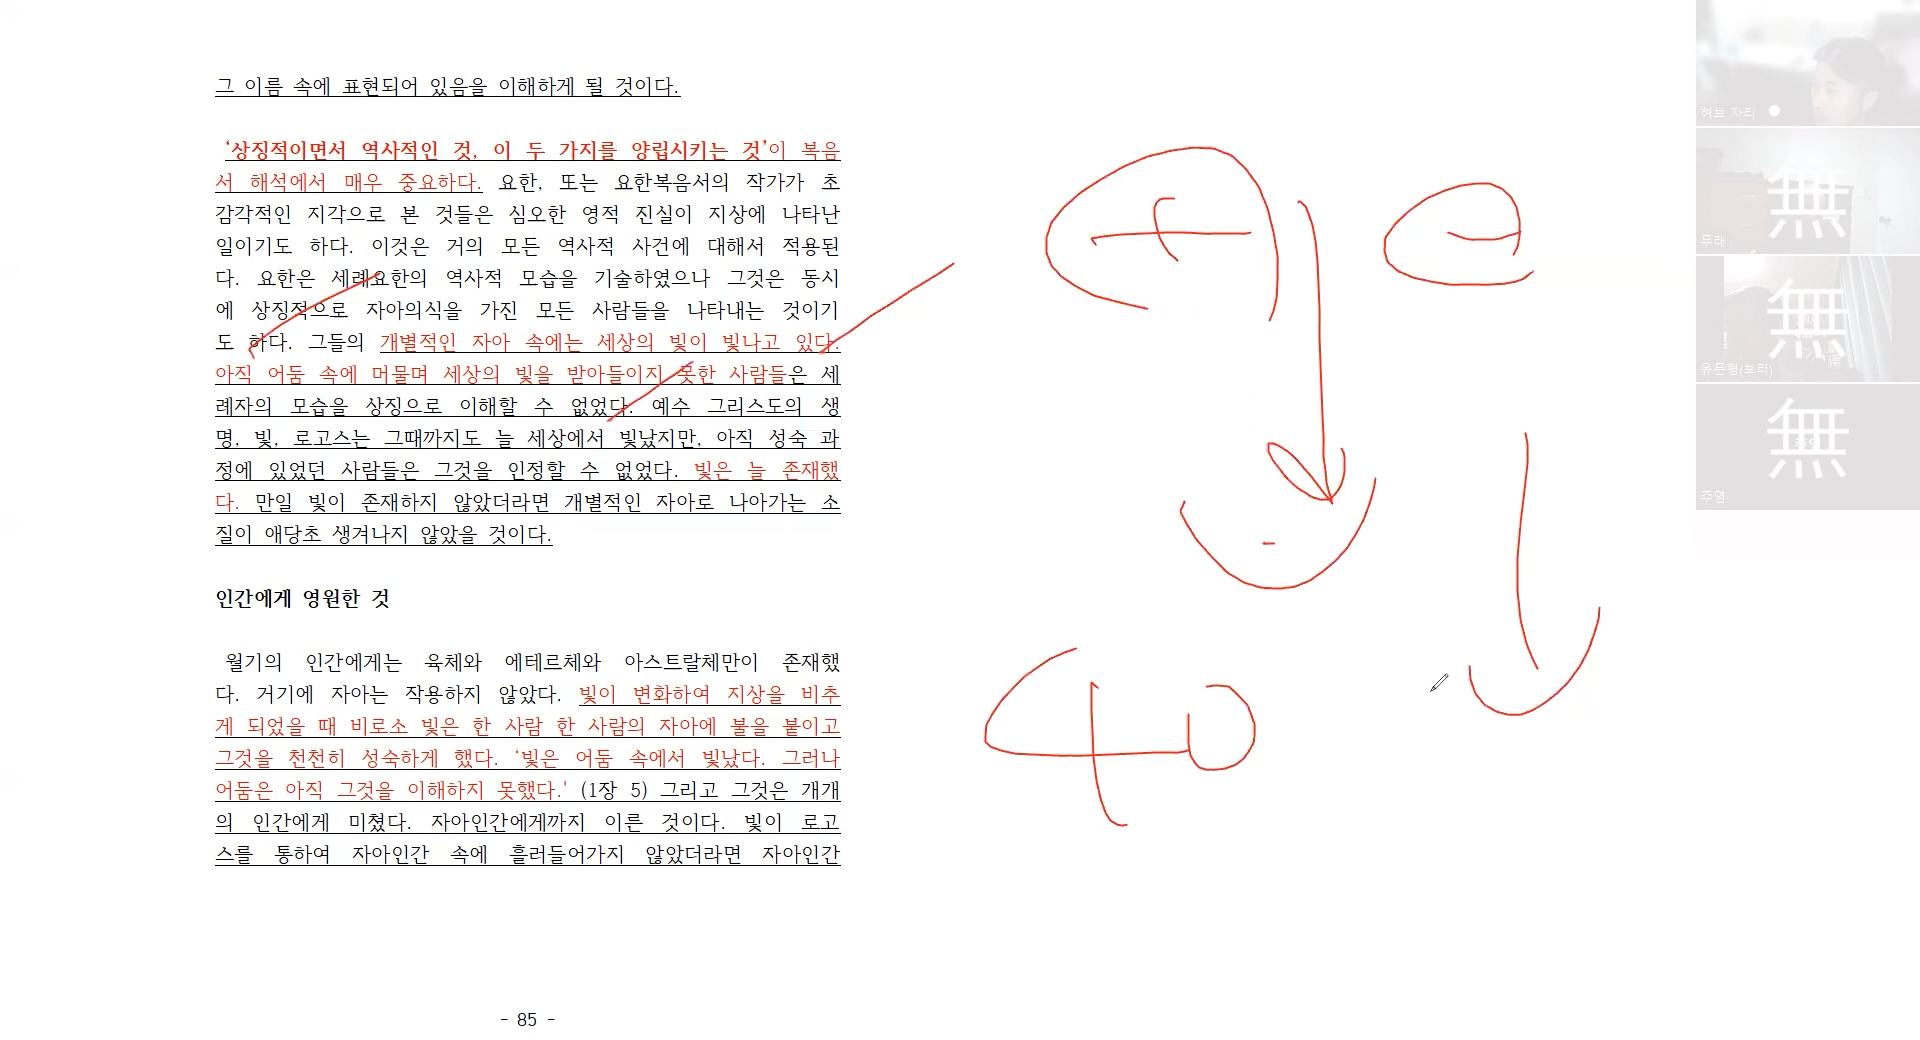 그 이름 속에 표현되어 있음을 이해하게 될 것이다.
‘상징적이면서 역사적인 것, 이 두 가지를 양립시키는 것’이 복음
서 해석에서 매우 중요하다. 요한, 또는 요한복음서의 작가가 초
감각적인 지각으로 본 것들은 심오한 영적 진실이 지상에 나타난
일이기도 하다. 이것은 거의 모든 역사적 사건에 대해서 적용된
다. 요한은 세례요한의 역사적 모습을 기술하였으나 그것은 동시
에 상징적으로 자아의식을 가진 모든 사람들을 나타내는 것이기
도 하다. 그들의 개별적인 자아 속에는 세상의 빛이 빛나고 있다.
아직 어둠 속에 머물며 세상의 빛을 받아들이지 못한 사람들은 세
례자의 모습을 상징으로 이해할 수 없었다. 예수 그리스도의 생
명, 빛, 로고스는 그때까지도 늘 세상에서 빛났지만, 아직 성숙 과
정에 있었던 사람들은 그것을 인정할 수 없었다. 빛은 늘 존재했
다. 만일 빛이 존재하지 않았더라면 개별적인 자아로 나아가는 소
질이 애당초 생겨나지 않았을 것이다.
인간에게 영원한 것
월기의 인간에게는 육체와 에테르체와 아스트랄체만이 존재했
다. 거기에 자아는 작용하지 않았다. 빛이 변화하여 지상을 비추
게 되었을 때 비로소 빛은 한 사람 한 사람의 자아에 불을 붙이고
그것을 천천히 성숙하게 했다. ‘빛은 어둠 속에서 빛났다. 그러나
어둠은 아직 그것을 이해하지 못했다.' (1장 5) 그리고 그것은 개개
의 인간에게 미쳤다. 자아인간에게까지 이른 것이다. 빛이 로고
스를 통하여 자아인간 속에 흘러들어가지 않았더라면 자아인간
- 85 -
+
-
-
40
허브 자리
無
무래
無
유문형(보리)
無
주영